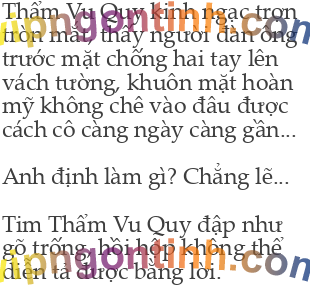 Thẩm Vu Quy kinh ngạc trợn
tròn mắt, thấy người đàn ông
trước mặt chống hai tay lên
vách tường, khuôn mặt hoàn
mỹ không chê vào đâu được
cách cô càng ngày càng gần...

Anh định làm gì? Chẳng lẽ...

Tim Thẩm Vu Quy đập như
gõ trống, hồi hộp không thể
diễn tả được bằng lời.